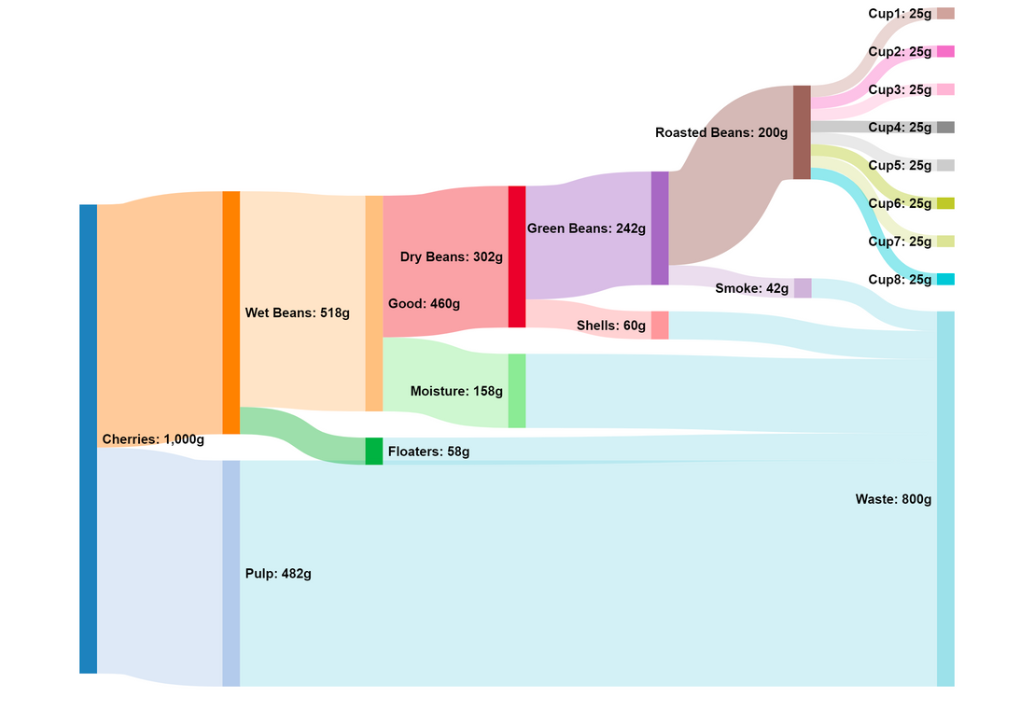 Cup1: 25g
Cup2: 25g
Cup3: 25g
Cup4: 25g
Roasted Beans: 200g
Cup5: 25g
Cup6: 25g
Green Beans: 242g
Cup7: 25g
Dry Beans: 302g
Cup8: 25g
Smoke: 42g
Good: 460g
Wet Beans: 518g
Shells: 60g
Moisture: 158g
Cherries: 1,000g
Floaters: 58g
Waste: 800g
Pulp: 482g